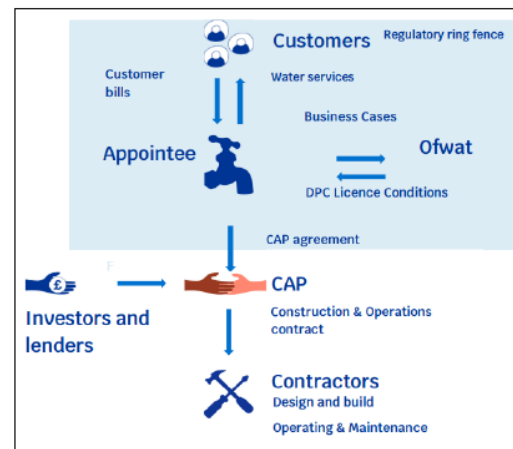 Customers
Regulatory ring fence
Customer
bills
Water services
Business Cases
Appointee
Ofwat
DPC Licence Conditions
CAP agreement
F
£
CAP
Investors and
lenders
Construction & Operations
contract
Contractors
Design and build
Operating & Maintenance